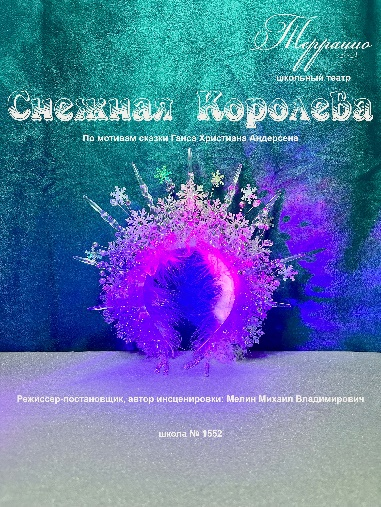 Террацио
школьный театр
Снежная Королева
По мотивам сказки Ганса Христиана Андерсена
Режиссер-постановщик, автор инсценировки: Мелин Михаил Владимирович
школа № 1552